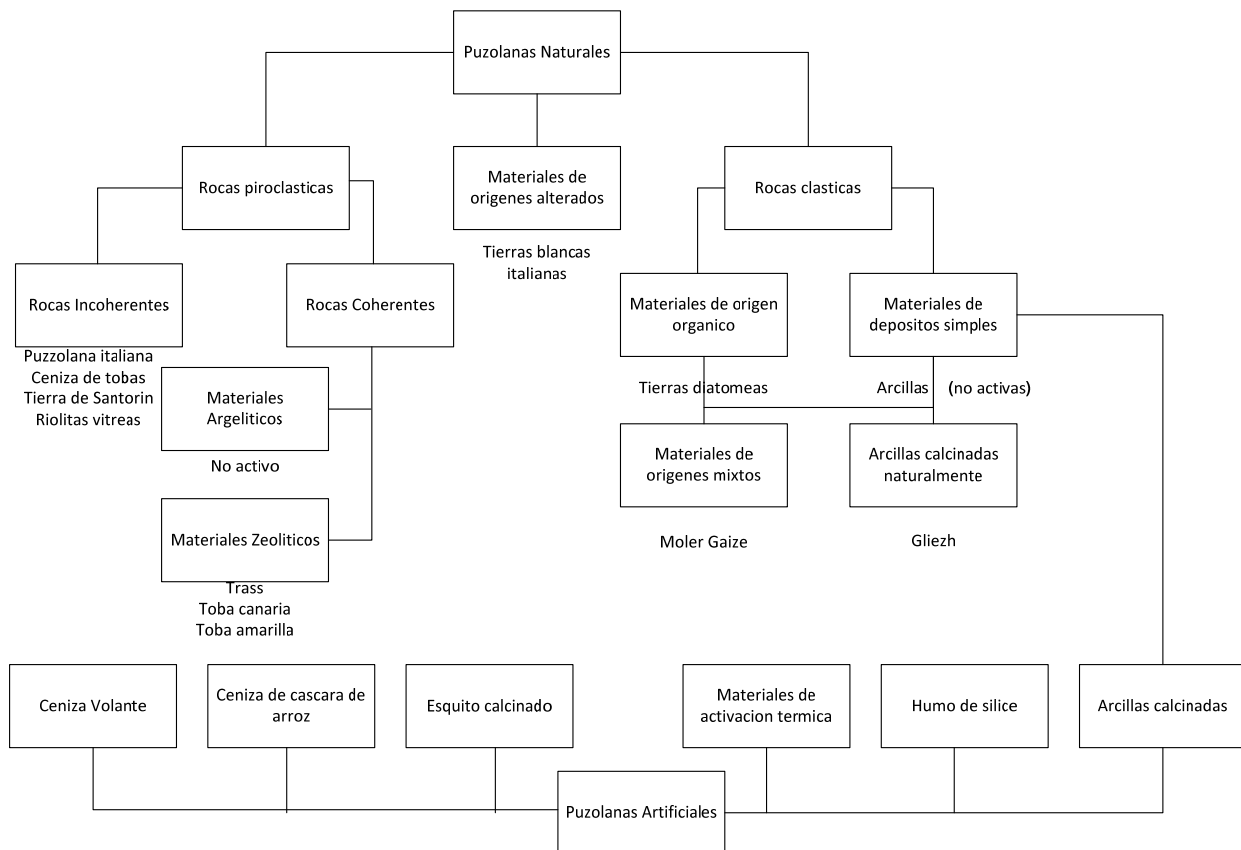 Puzolanas Naturales
Rocas piroclasticas
Materiales de
origenes alterados
Rocas clasticas
Tierras blancas
italianas
Rocas Incoherentes
Rocas Coherentes
Materiales de origen
organico
Materiales de
depositos simples
Puzzolana italiana
Ceniza de tobas
Tierra de Santorin
Riolitas vitreas
Materiales
Argeliticos
No activo
Tierras diatomeas
Arcillas (no activas)
Materiales de
origenes mixtos
Arcillas calcinadas
naturalmente
Moler Gaize
Gliezh
Materiales Zeoliticos
Trass
Toba canaria
Toba amarilla
Ceniza Volante
Ceniza de cascara de
arroz
Esquito calcinado
Materiales de
activacion termica
Humo de silice
Arcillas calcinadas
Puzolanas Artificiales